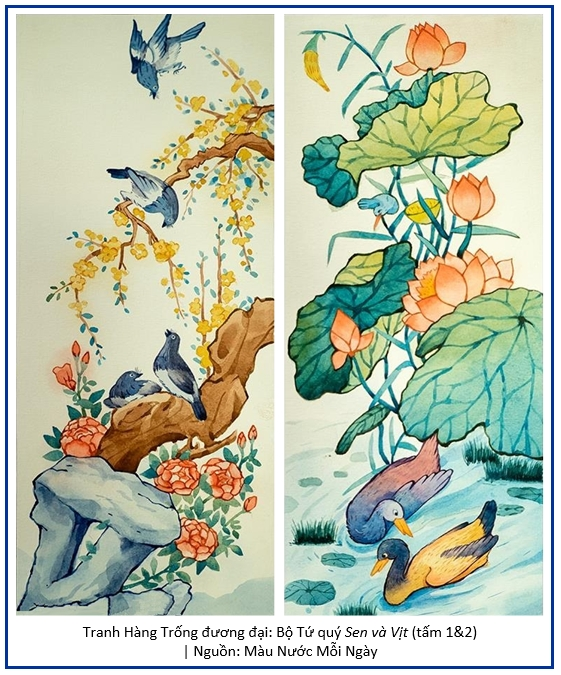 Tranh Hàng Trống đương đại: Bộ Tứ quý Sen và Vịt (tấm 1&2)
| Nguồn: Màu Nước Mỗi Ngày